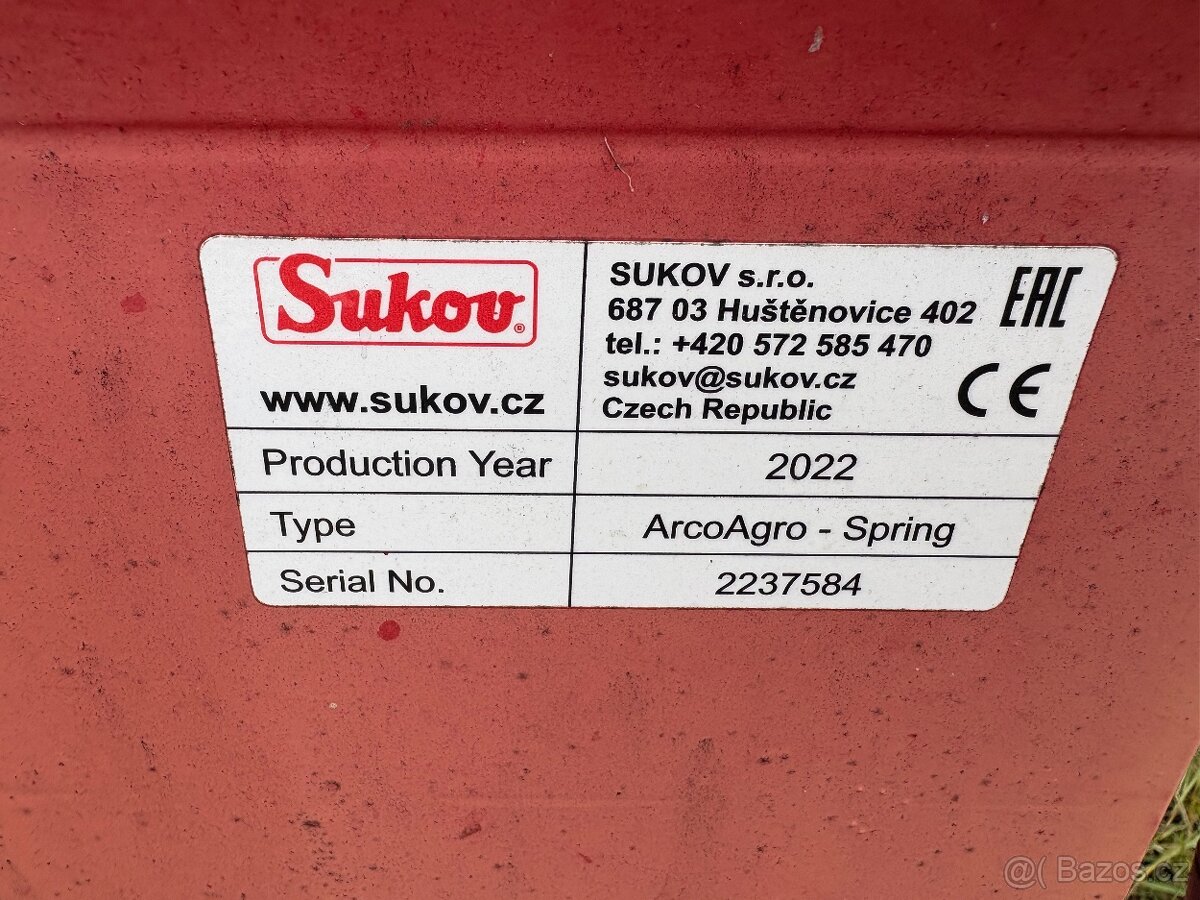 Sukov®
www.sukov.cz
SUKOV s.r.o.
687 03 Huštěnovice 402
tel.: +420 572 585 470
sukov@sukov.cz
Czech Republic
EAC
CE
Production Year 2022
Type ArcoAgro - Spring
Serial No. 2237584
@( Bazos.cz